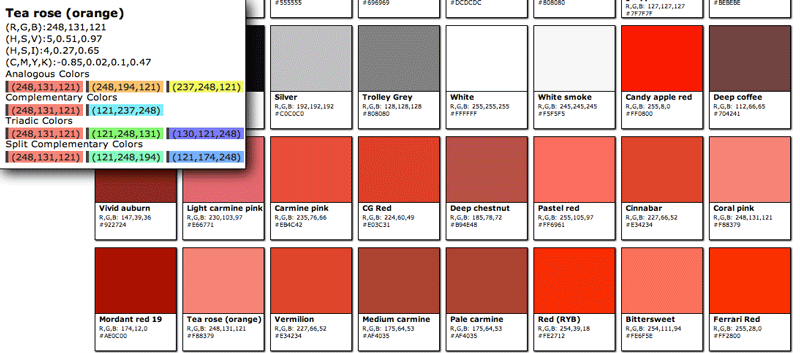 Tea rose (orange)
(R,G,B):248,131,121
(H,S,V):5,0.51,0.97
(H,S,I):4,0.27,0.65
(C,M,Y,K):-0.85,0.02,0.1,0.47
Analogous Colors
(248,131,121) (248,194,121) (237,248,121)
Complementary Colors
(248,131,121) (121,237,248)
Triadic Colors
(248,131,121) (121,248,131) (130,121,248)
Split Complementary Colors
(248,131,121) (121,248,194) (121,174,248)
#555555
#696969
#DCDCDC
#808080
R,G,B: 127,127,127
#7F7F7F
#BEBEBE
Silver
R,G,B: 192,192,192
#C0C0C0
Trolley Grey
R,G,B: 128,128,128
#808080
White
R,G,B: 255,255,255
#FFFFFF
White smoke
R,G,B: 245,245,245
#F5F5F5
Candy apple red
R,G,B: 255,8,0
#FF0800
Deep coffee
R,G,B: 112,66,65
#704241
Vivid auburn
R,G,B: 147,39,36
#922724
Light carmine pink
R,G,B: 230,103,97
#E66771
Carmine pink
R,G,B: 235,76,66
#EB4C42
CG Red
R,G,B: 224,60,49
#E03C31
Deep chestnut
R,G,B: 185,78,72
#B94E48
Pastel red
R,G,B: 255,105,97
#FF6961
Cinnabar
R,G,B: 227,66,52
#E34234
Coral pink
R,G,B: 248,131,121
#F88379
Mordant red 19
R,G,B: 174,12,0
#AE0C00
Tea rose (orange)
R,G,B: 248,131,121
#F88379
Vermilion
R,G,B: 227,66,52
#E34234
Medium carmine
R,G,B: 175,64,53
#AF4035
Pale carmine
R,G,B: 175,64,53
#AF4035
Red (RYB)
R,G,B: 254,39,18
#FE2712
Bittersweet
R,G,B: 254,111,94
#FE6F5E
Ferrari Red
R,G,B: 255,28,0
#FF2800